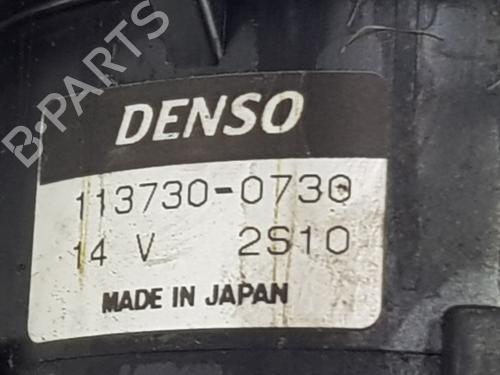 B-PARTS
DENSO
113730-0730
14 V 2S10
MADE IN JAPAN